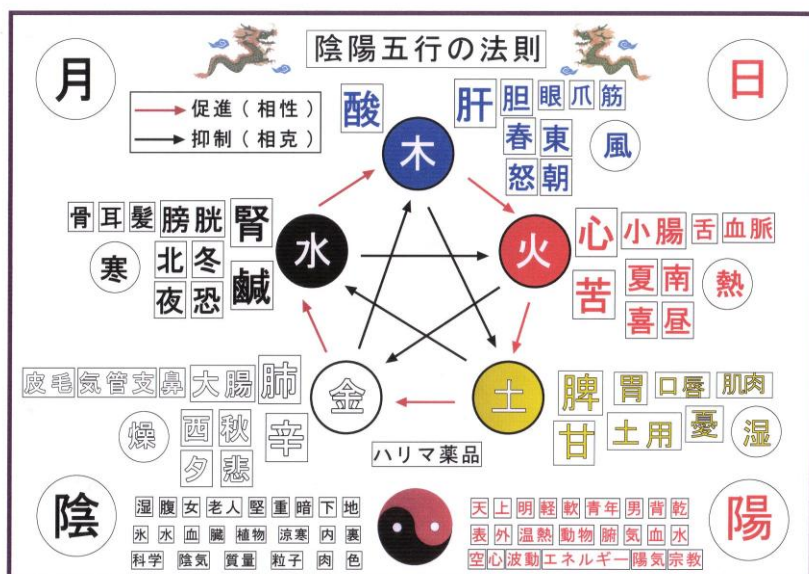 陰陽五行の法則
月
日
促進（相性）
抑制（相克）
酸
木
肝 胆 眼 爪 筋
春 東
怒 朝
風
骨 耳 髪 膀胱 腎
寒
北 冬
夜 恐
鹹
水
火
心 小腸 舌 血脈
苦
夏 南
喜 昼
熱
皮毛 気管支 鼻 大腸 肺
燥
西 秋
夕 悲
辛
金
土
脾 胃 口唇 肌肉
甘 土用 憂
湿
ハリマ薬品
陰
湿 腹 女 老人 堅 重 暗 下 地
氷 水 血 臓 植物 涼寒 内 裏
科学 陰気 質量 粒子 肉 色
陽
天 上 明 軽 軟 青年 男 背 乾
表 外 温熱 動物 腑 気 血 水
空 心 波動 エネルギー 陽気 宗教